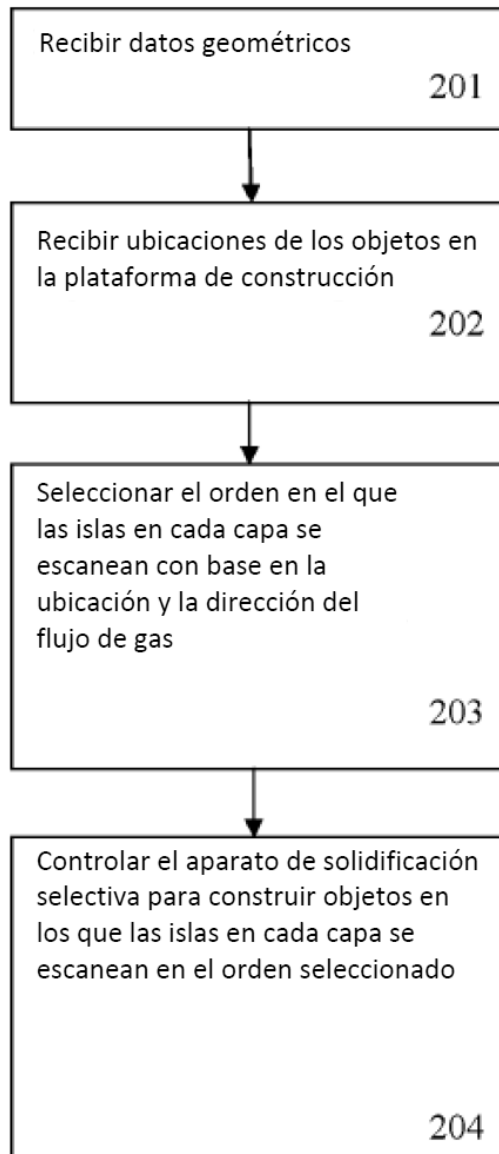 Recibir datos geométricos
201
Recibir ubicaciones de los objetos en
la plataforma de construcción
202
Seleccionar el orden en el que
las islas en cada capa se
escanean con base en la
ubicación y la dirección del
flujo de gas
203
Controlar el aparato de solidificación
selectiva para construir objetos en
los que las islas en cada capa se
escanean en el orden seleccionado
204